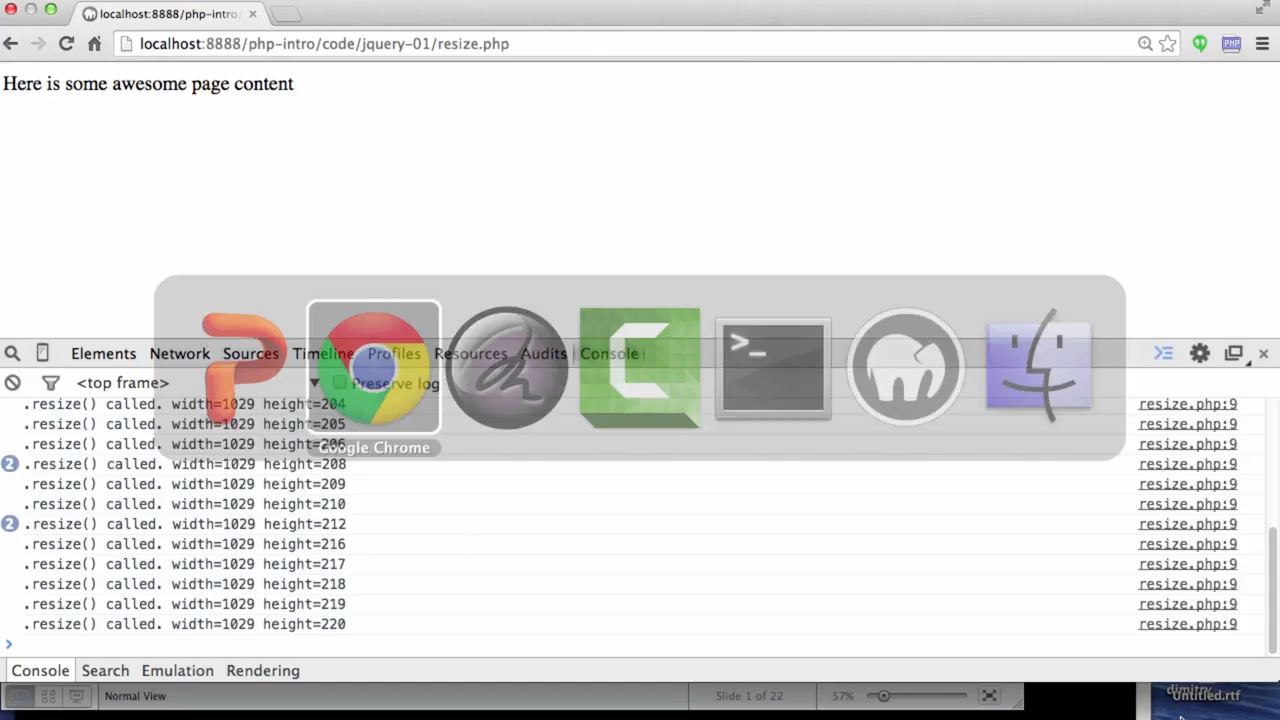 localhost:8888/php-intro/
localhost:8888/php-intro/code/jquery-01/resize.php
PHP
Here is some awesome page content
Elements Network Sources Timeline Profiles Resources Audits Console
<top frame> Preserve log
.resize() called. width=1029 height=204 resize.php:9
.resize() called. width=1029 height=205 resize.php:9
.resize() called. width=1029 height=206 resize.php:9
Google Chrome
2 .resize() called. width=1029 height=208 resize.php:9
.resize() called. width=1029 height=209 resize.php:9
.resize() called. width=1029 height=210 resize.php:9
2 .resize() called. width=1029 height=212 resize.php:9
.resize() called. width=1029 height=216 resize.php:9
.resize() called. width=1029 height=217 resize.php:9
.resize() called. width=1029 height=218 resize.php:9
.resize() called. width=1029 height=219 resize.php:9
.resize() called. width=1029 height=220 resize.php:9
Console Search Emulation Rendering
Normal View Slide 1 of 22 57%
dimitry
Untitled.rtf